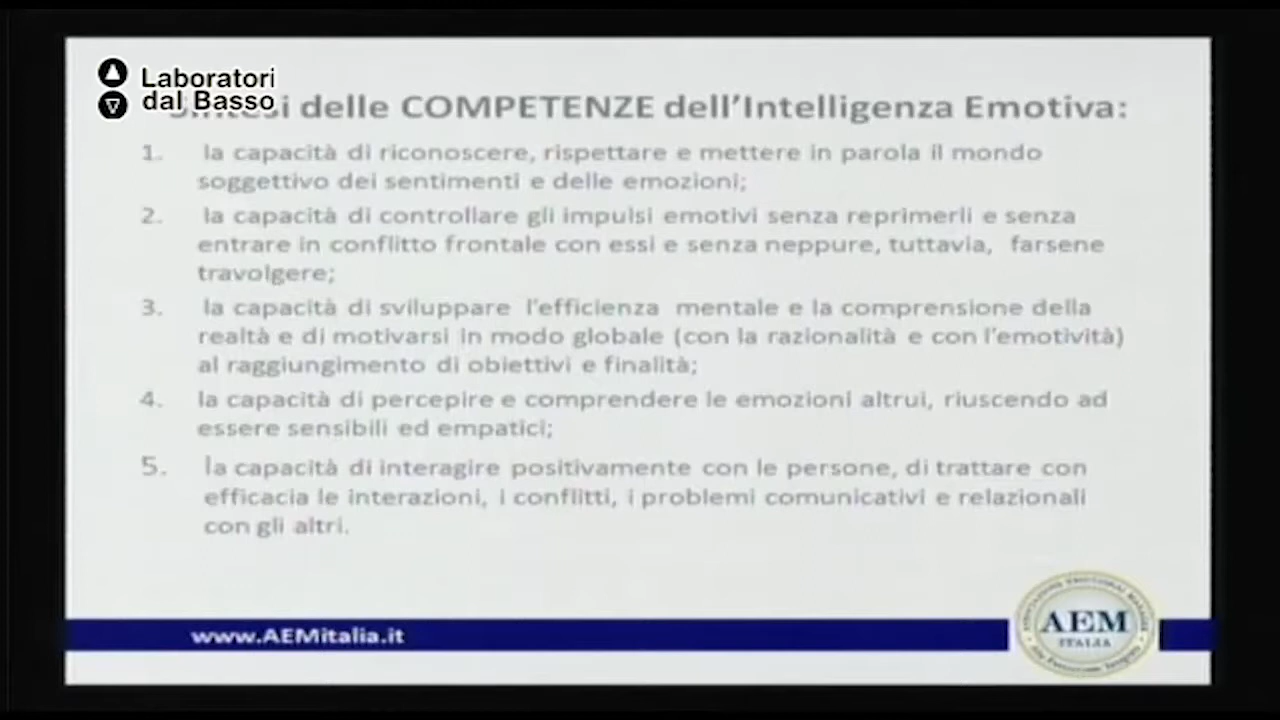 Laboratori
dal Basso
delle COMPETENZE dell'Intelligenza Emotiva:
1. la capacità di riconoscere, rispettare e mettere in parola il mondo
soggettivo dei sentimenti e delle emozioni;
2. la capacità di controllare gli impulsi emotivi senza reprimerli e senza
entrare in conflitto frontale con essi e senza neppure, tuttavia, farsene
travolgere;
3. la capacità di sviluppare l'efficienza mentale e la comprensione della
realtà e di motivarsi in modo globale (con la razionalità e con l'emotività)
al raggiungimento di obiettivi e finalità;
4. la capacità di percepire e comprendere le emozioni altrui, riuscendo ad
essere sensibili ed empatici;
5. la capacità di interagire positivamente con le persone, di trattare con
efficacia le interazioni, i conflitti, i problemi comunicativi e relazionali
con gli altri.
www.AEMitalia.it
AEM
ITALIA